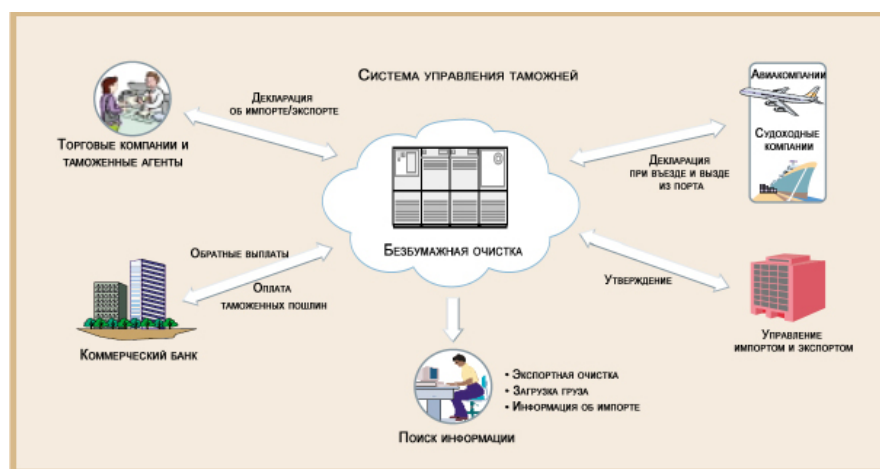 Система управления таможней
Декларация
об импорте/экспорте
Торговые компании и
таможенные агенты
Авиакомпании
Судоходные
компании
Декларация
при въезде и вызде
из порта
Безбумажная очистка
Обратные выплаты
Оплата
таможенных пошлин
Коммерческий банк
Утверждение
Управление
импортом и экспортом
• Экспортная очистка
• Загрузка груза
• Информация об импорте
Поиск информации